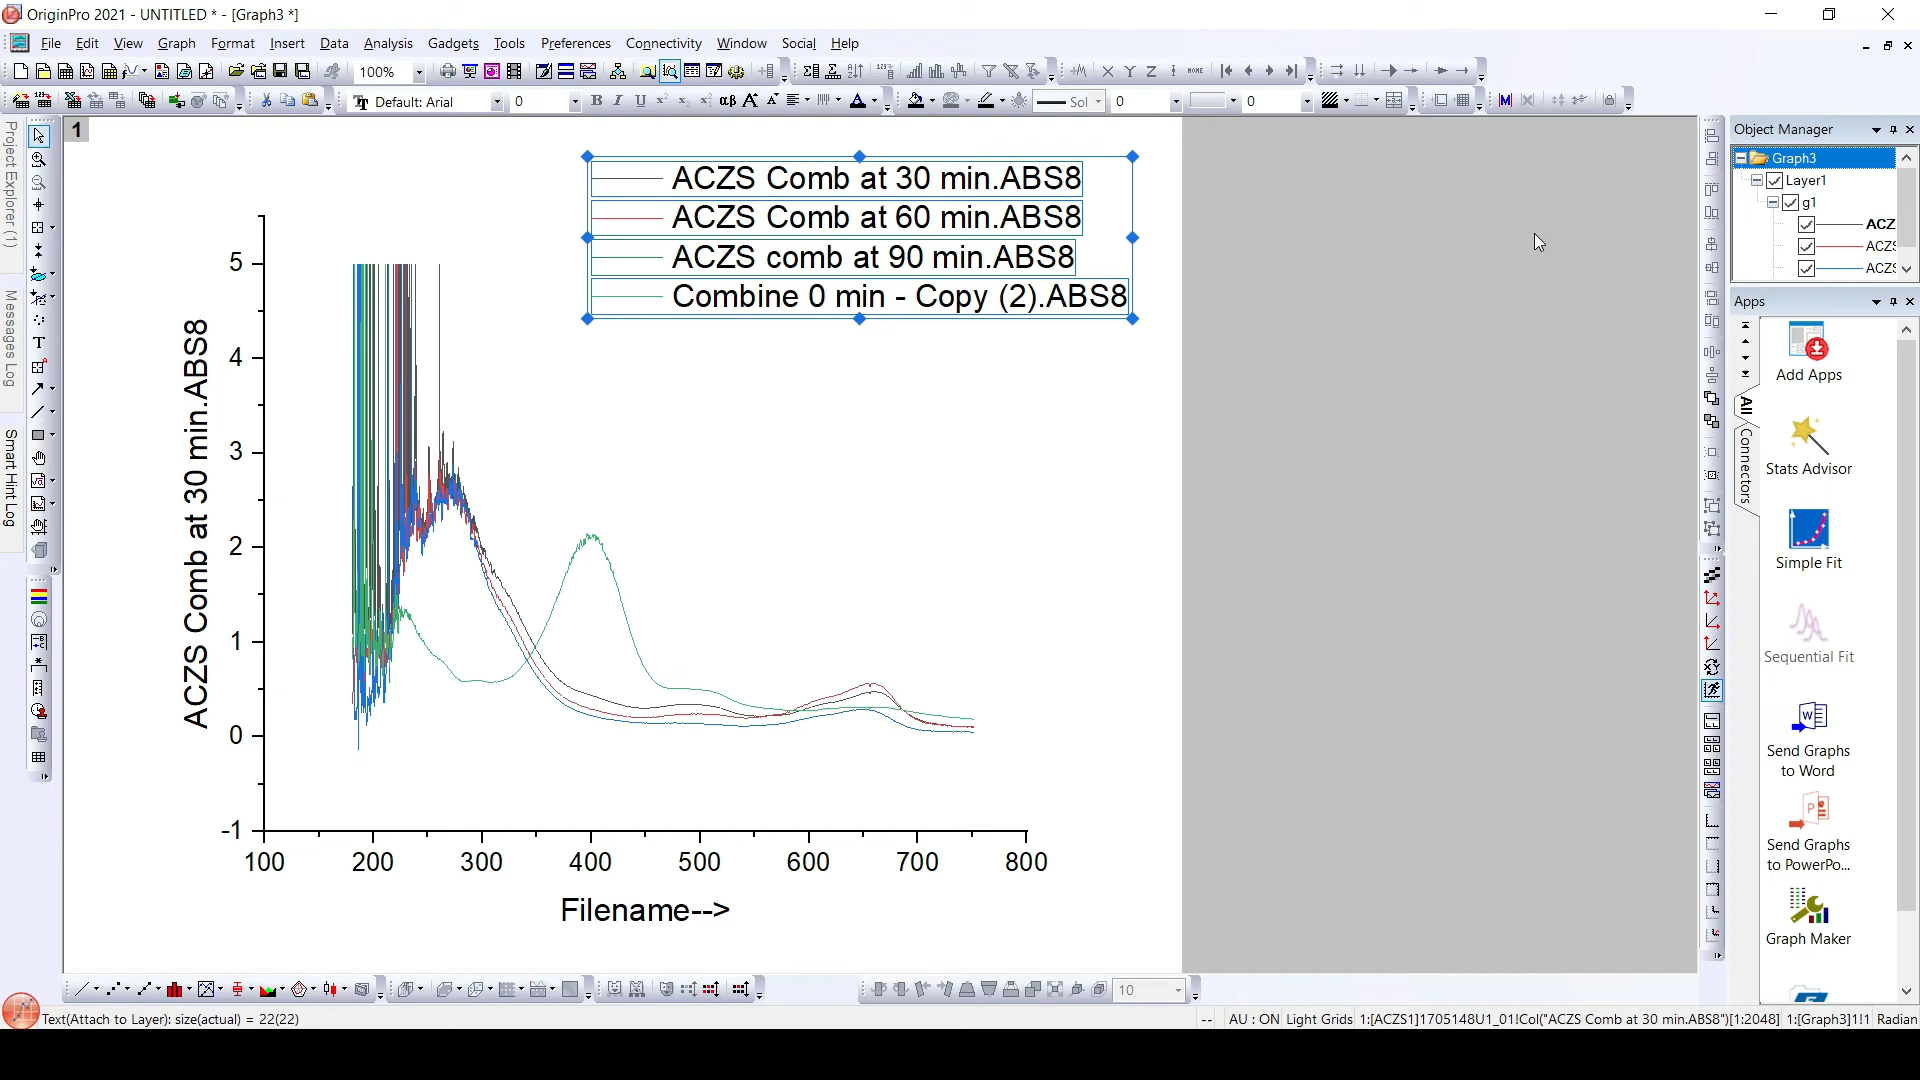 OriginPro 2021 - UNTITLED * - [Graph3 *]
File Edit View Graph Insert Data Analysis Gadgets Tools Preferences Connectivity Window Social Help
100%
Default: Arial 0 B I U αβ A A A Sol 0 0
Project Explorer (1)
Messages Log
Smart Hint Log
1
ACZS Comb at 30 min.ABS8
ACZS Comb at 60 min.ABS8
ACZS comb at 90 min.ABS8
Combine 0 min - Copy (2).ABS8
ACZS Comb at 30 min.ABS8
5
4
3
2
1
0
-1
100 200 300 400 500 600 700 800
Filename-->
Object Manager
Graph3
Layer1
g1
ACZ
ACZS
ACZS
Apps
All
Connectors
Add Apps
Stats Advisor
Simple Fit
Sequential Fit
Send Graphs
to Word
Send Graphs
to PowerPo...
Graph Maker
10
Text(Attach to Layer): size(actual) = 22(22)
-- AU : ON Light Grids 1:[ACZS1]1705148U1_01!Col("ACZS Comb at 30 min.ABS8")[1:2048] 1:[Graph3]1!1 Radian